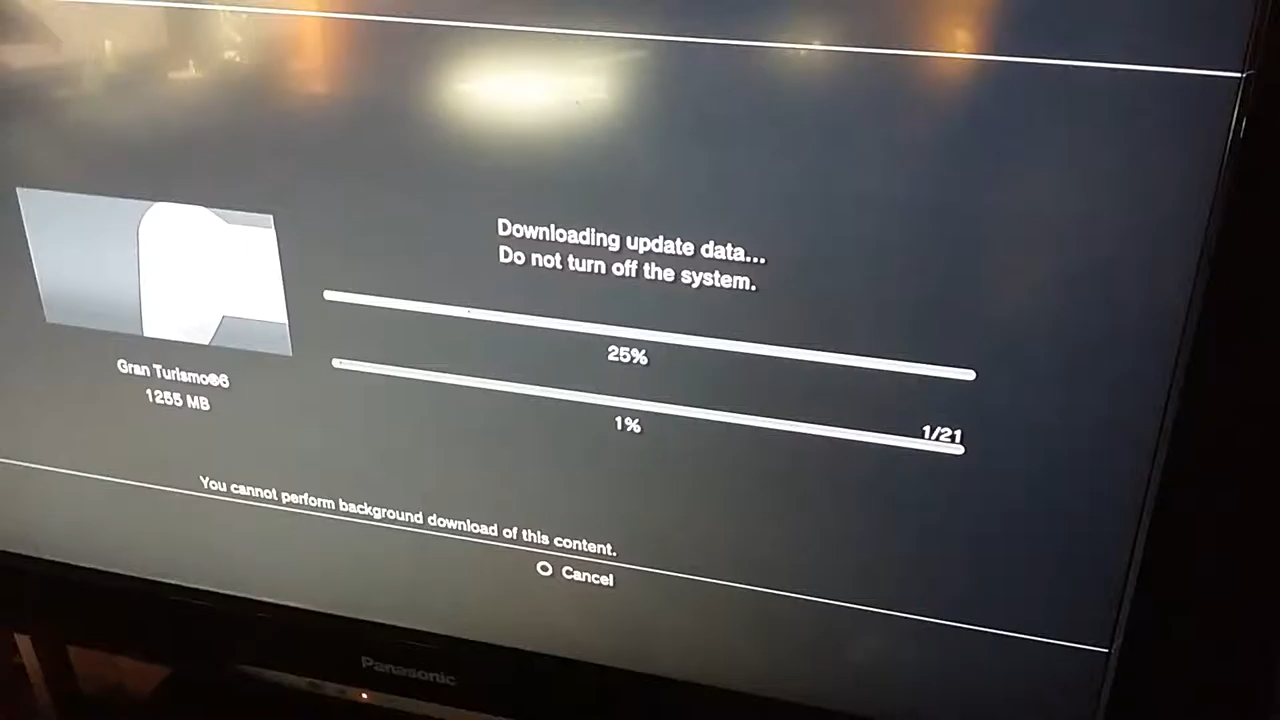 Downloading update data...
Do not turn off the system.
25%
Gran Turismo®6
1255 MB
1%
1/21
You cannot perform background download of this content.
O Cancel
Panasonic